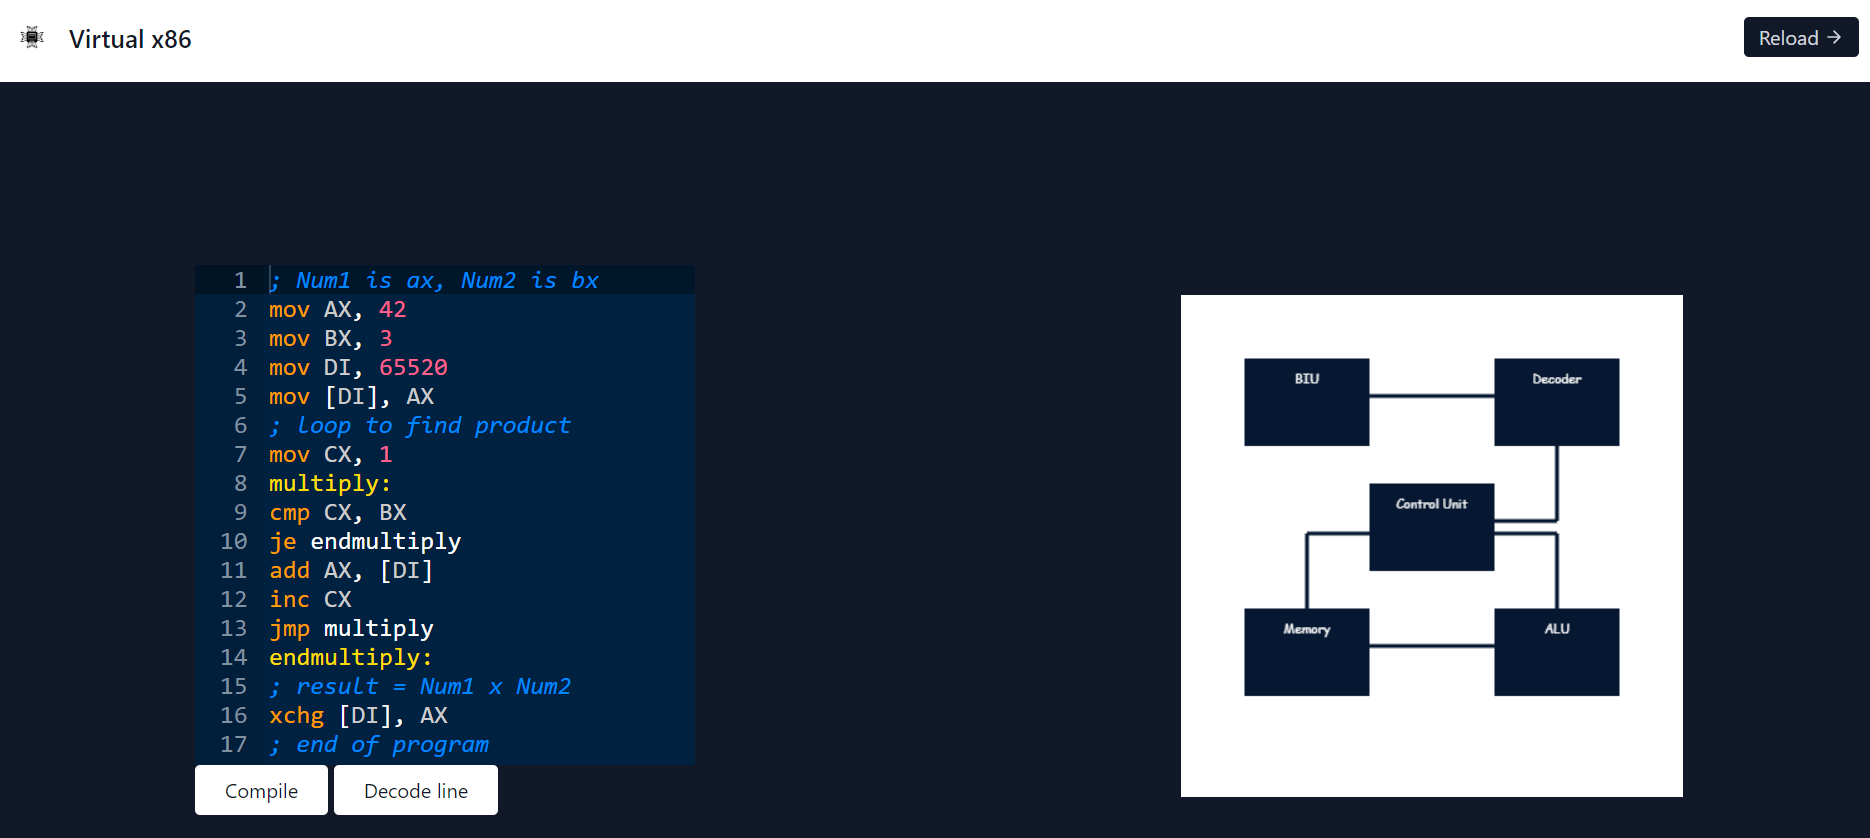 Virtual x86
Reload →
1 ; Num1 is ax, Num2 is bx
2 mov AX, 42
3 mov BX, 3
4 mov DI, 65520
5 mov [DI], AX
6 ; loop to find product
7 mov CX, 1
8 multiply:
9 cmp CX, BX
10 je endmultiply
11 add AX, [DI]
12 inc CX
13 jmp multiply
14 endmultiply:
15 ; result = Num1 x Num2
16 xchg [DI], AX
17 ; end of program
Compile
Decode line
BIU
Decoder
Control Unit
Memory
ALU